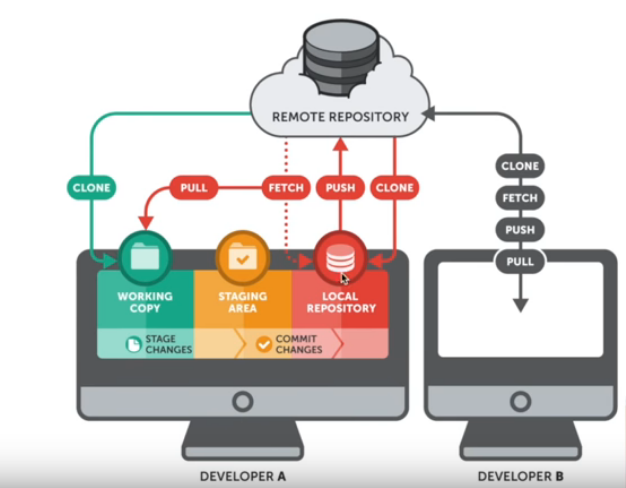 REMOTE REPOSITORY
CLONE
PULL
FETCH
PUSH
CLONE
CLONE
FETCH
PUSH
PULL
WORKING
COPY
STAGING
AREA
LOCAL
REPOSITORY
STAGE
CHANGES
COMMIT
CHANGES
DEVELOPER A
DEVELOPER B